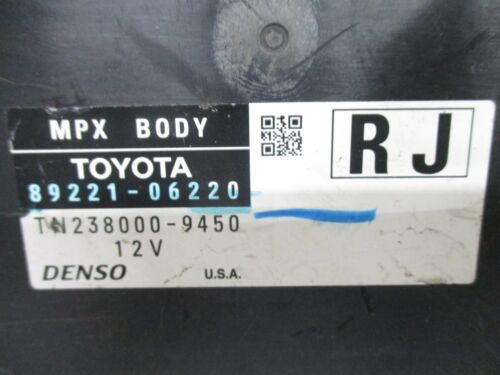 MPX BODY
TOYOTA
89221-06220
TN238000-9450
12V
DENSO
U.S.A.
RJ